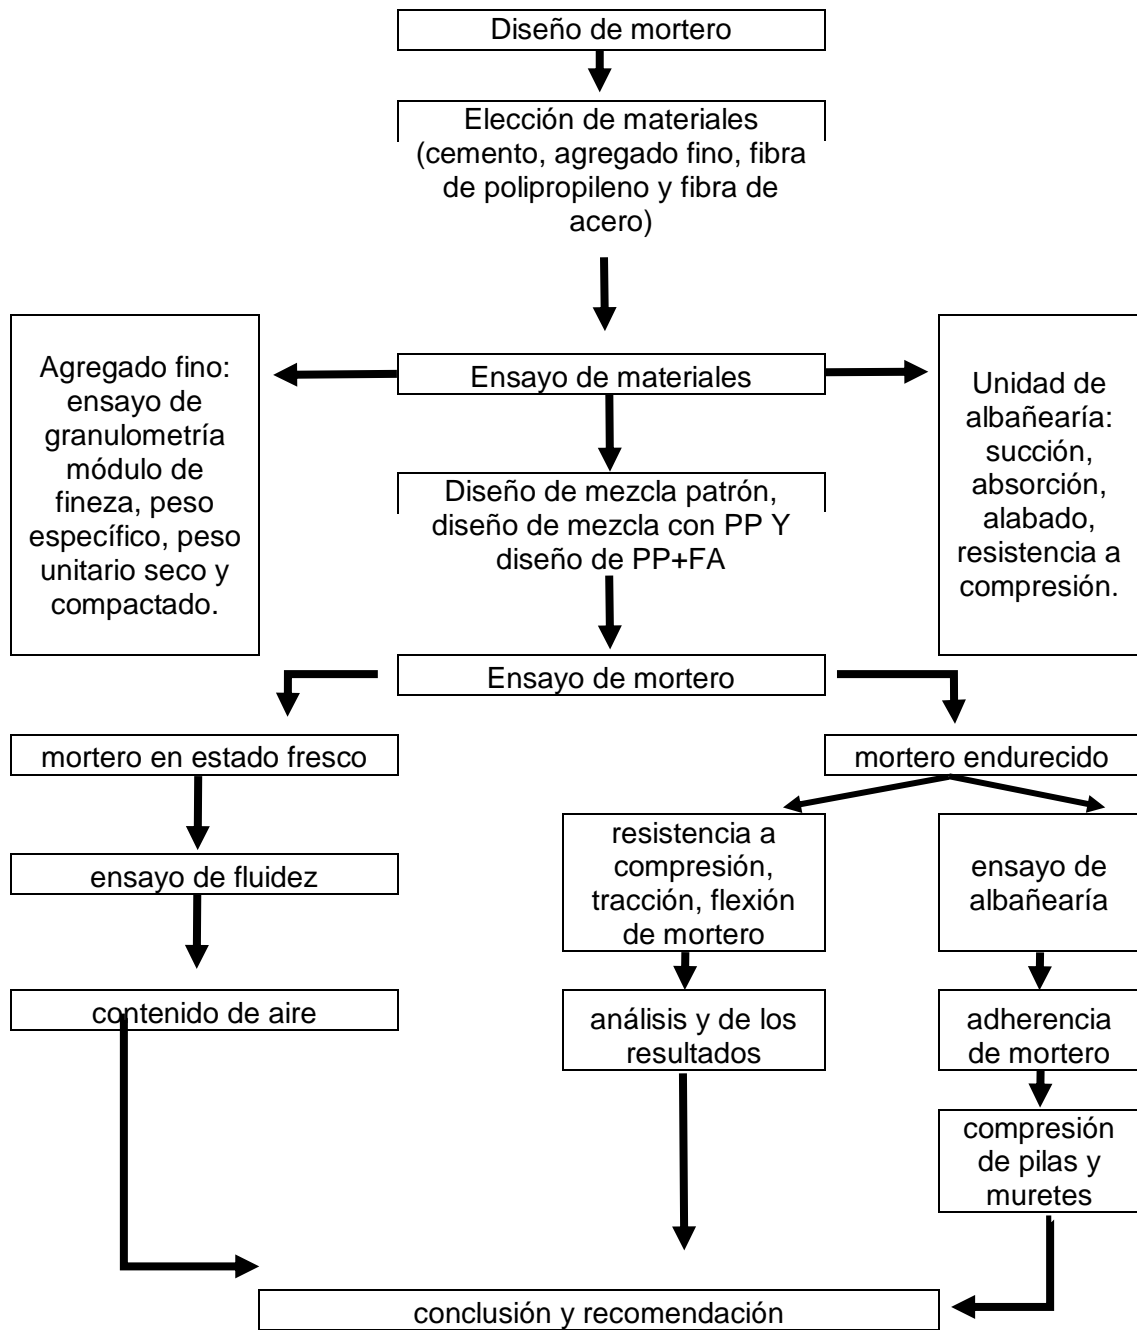 Diseño de mortero
Elección de materiales
(cemento, agregado fino, fibra
de polipropileno y fibra de
acero)
Agregado fino:
ensayo de
granulometría
módulo de
fineza, peso
específico, peso
unitario seco y
compactado.
Ensayo de materiales
Unidad de
albañearía:
succión,
absorción,
alabado,
resistencia a
compresión.
Diseño de mezcla patrón,
diseño de mezcla con PP Y
diseño de PP+FA
Ensayo de mortero
mortero en estado fresco
mortero endurecido
ensayo de fluidez
resistencia a
compresión,
tracción, flexión
de mortero
ensayo de
albañearía
contenido de aire
análisis y de los
resultados
adherencia
de mortero
compresión
de pilas y
muretes
conclusión y recomendación